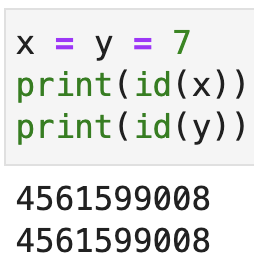 x = y = 7
print(id(x))
print(id(y))
4561599008
4561599008